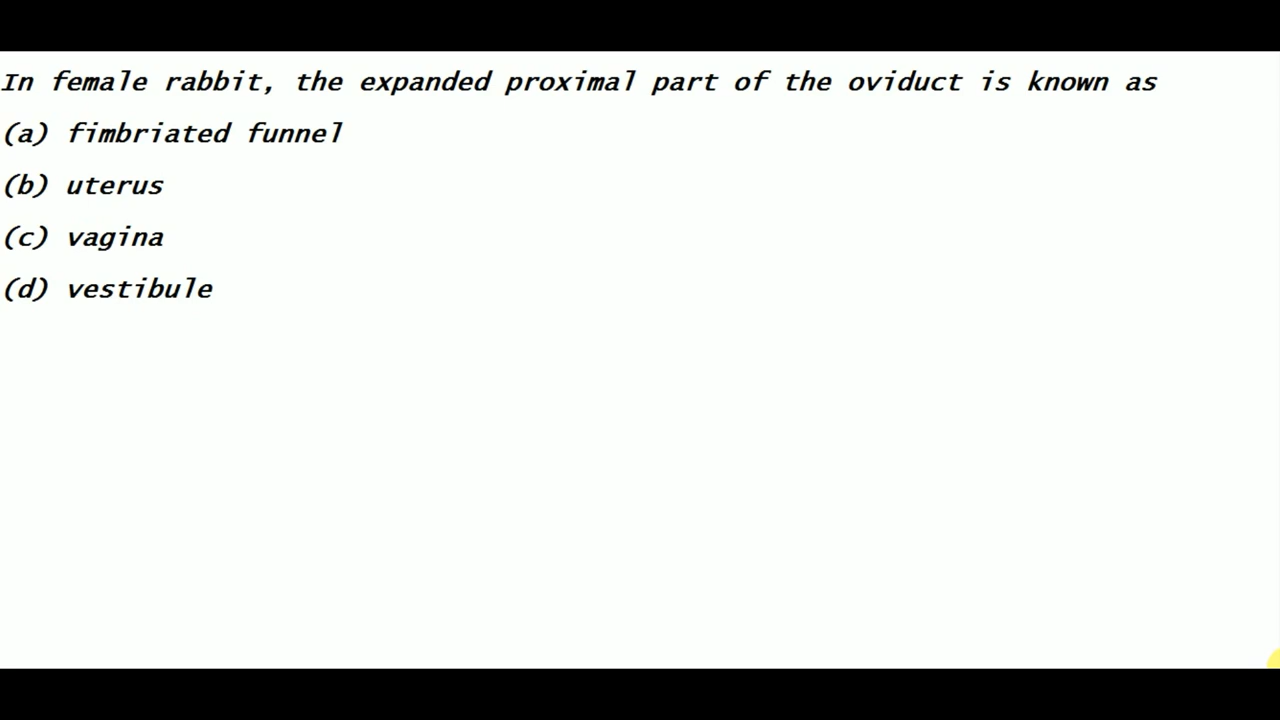 In female rabbit, the expanded proximal part of the oviduct is known as
(a) fimbriated funnel
(b) uterus
(c) vagina
(d) vestibule